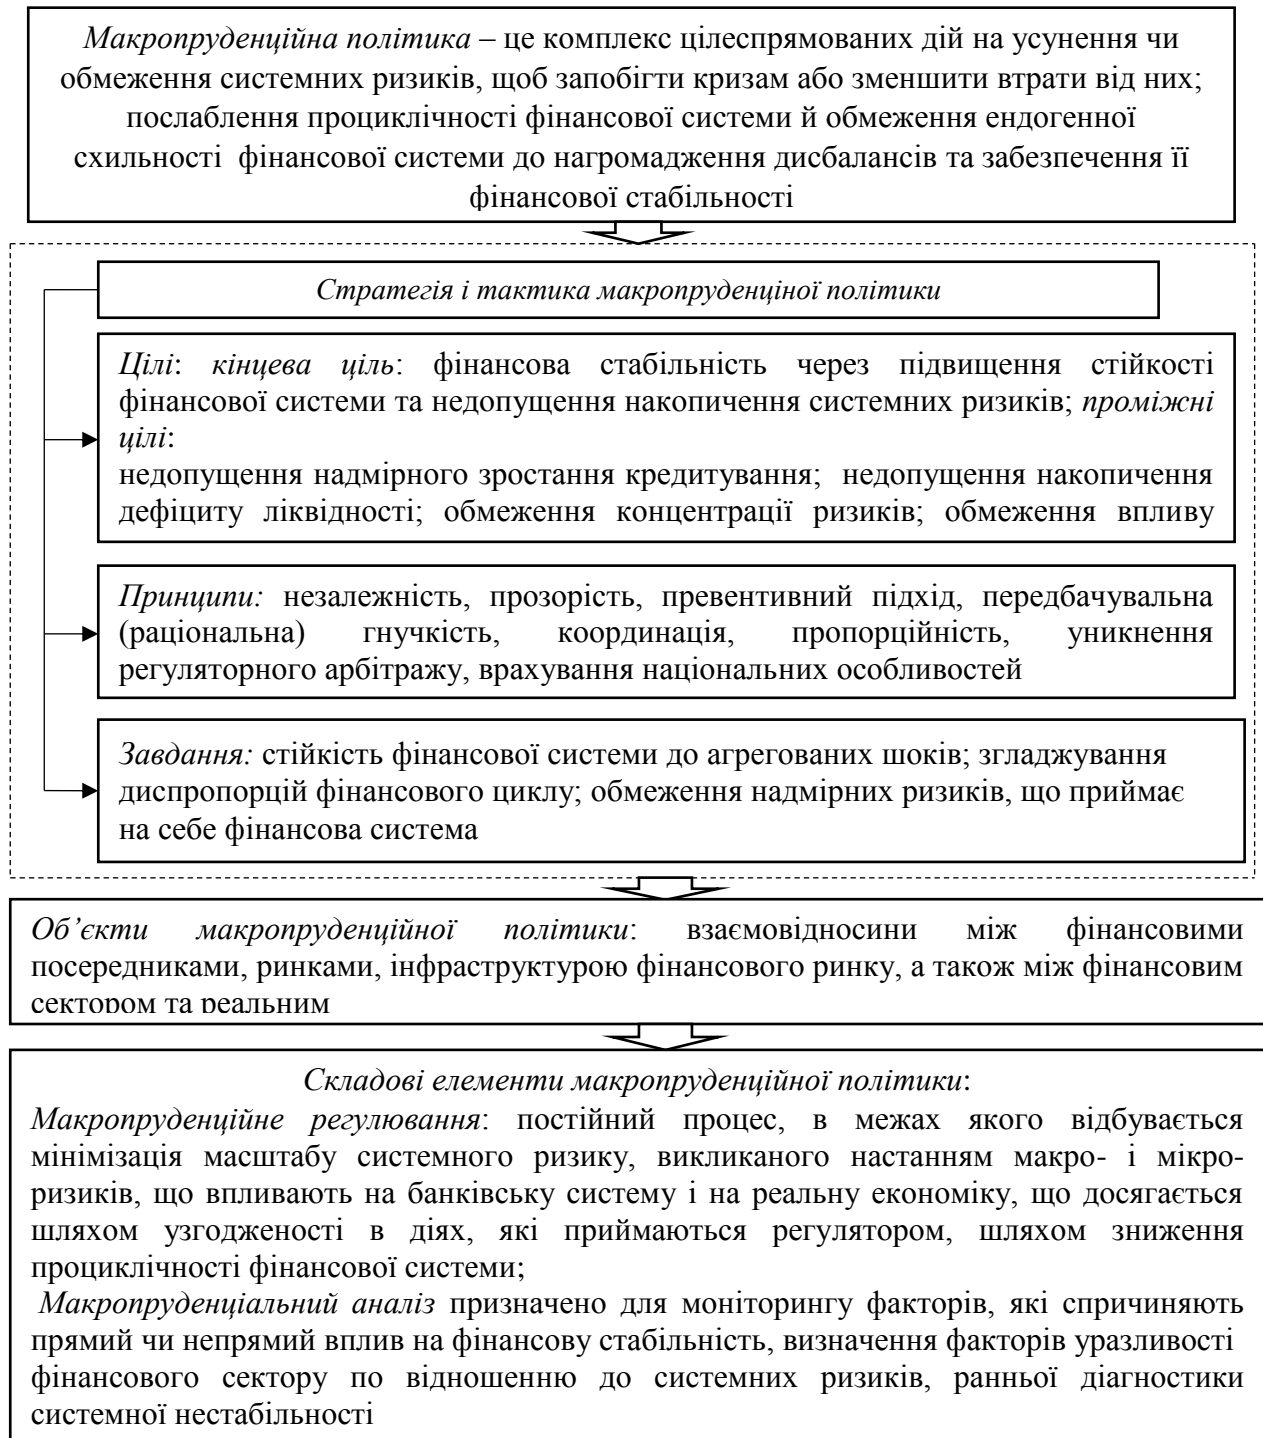 Макропруденційна політика – це комплекс цілеспрямованих дій на усунення чи
обмеження системних ризиків, щоб запобігти кризам або зменшити втрати від них;
послаблення проциклічності фінансової системи й обмеження ендогенної
схильності фінансової системи до нагромадження дисбалансів та забезпечення її
фінансової стабільності
Стратегія і тактика макропруденціної політики
Цілі: кінцева ціль: фінансова стабільність через підвищення стійкості
фінансової системи та недопущення накопичення системних ризиків; проміжні
цілі:
недопущення надмірного зростання кредитування; недопущення накопичення
дефіциту ліквідності; обмеження концентрації ризиків; обмеження впливу
Принципи: незалежність, прозорість, превентивний підхід, передбачувальна
(раціональна) гнучкість, координація, пропорційність, уникнення
регуляторного арбітражу, врахування національних особливостей
Завдання: стійкість фінансової системи до агрегованих шоків; згладжування
диспропорцій фінансового циклу; обмеження надмірних ризиків, що приймає
на себе фінансова система
Об’єкти макропруденційної політики: взаємовідносини між фінансовими
посередниками, ринками, інфраструктурою фінансового ринку, а також між фінансовим
сектором та реальним
Складові елементи макропруденційної політики:
Макропруденційне регулювання: постійний процес, в межах якого відбувається
мінімізація масштабу системного ризику, викликаного настанням макро- і мікро-
ризиків, що впливають на банківську систему і на реальну економіку, що досягається
шляхом узгодженості в діях, які приймаються регулятором, шляхом зниження
проциклічності фінансової системи;
Макропруденціальний аналіз призначено для моніторингу факторів, які спричиняють
прямий чи непрямий вплив на фінансову стабільність, визначення факторів уразливості
фінансового сектору по відношенню до системних ризиків, ранньої діагностики
системної нестабільності